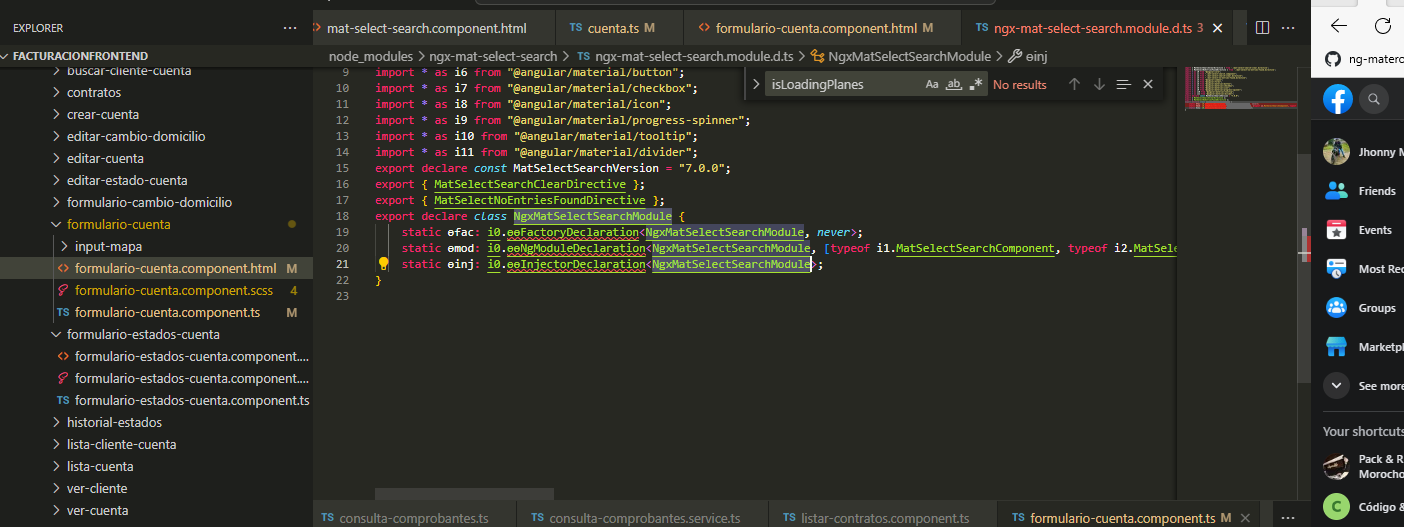 EXPLORER
FACTURACIONFRONTEND
buscar-cliente-cuenta
contratos
crear-cuenta
editar-cambio-domicilio
editar-cuenta
editar-estado-cuenta
formulario-cambio-domicilio
formulario-cuenta
input-mapa
formulario-cuenta.component.html M
formulario-cuenta.component.scss 4
TS formulario-cuenta.component.ts M
formulario-estados-cuenta
formulario-estados-cuenta.component....
formulario-estados-cuenta.component....
TS formulario-estados-cuenta.component.ts
historial-estados
lista-cliente-cuenta
lista-cuenta
ver-cliente
ver-cuenta
mat-select-search.component.html
TS cuenta.ts M
formulario-cuenta.component.html M
TS ngx-mat-select-search.module.d.ts 3
node_modules > ngx-mat-select-search > TS ngx-mat-select-search.module.d.ts > NgxMatSelectSearchModule > ɵinj
isLoadingPlanes Aa ab, .* No results
9 import * as i6 from "@angular/material/button";
10 import * as i7 from "@angular/material/checkbox";
11 import * as i8 from "@angular/material/icon";
12 import * as i9 from "@angular/material/progress-spinner";
13 import * as i10 from "@angular/material/tooltip";
14 import * as i11 from "@angular/material/divider";
15 export declare const MatSelectSearchVersion = "7.0.0";
16 export { MatSelectSearchClearDirective };
17 export { MatSelectNoEntriesFoundDirective };
18 export declare class NgxMatSelectSearchModule {
19 static ɵfac: i0.ɵɵFactoryDeclaration<NgxMatSelectSearchModule, never>;
20 static ɵmod: i0.ɵɵNgModuleDeclaration<NgxMatSelectSearchModule, [typeof i1.MatSelectSearchComponent, typeof i2.MatSele
21 static ɵinj: i0.ɵɵInjectorDeclaration<NgxMatSelectSearchModule>;
22 }
23
TS consulta-comprobantes.ts
TS consulta-comprobantes.service.ts
TS listar-contratos.component.ts
TS formulario-cuenta.component.ts M
ng-matero
Jhonny M
Friends
Events
Most Rec
Groups
Marketpl
See more
Your shortcuts
Pack & R
Morocho
C Código &